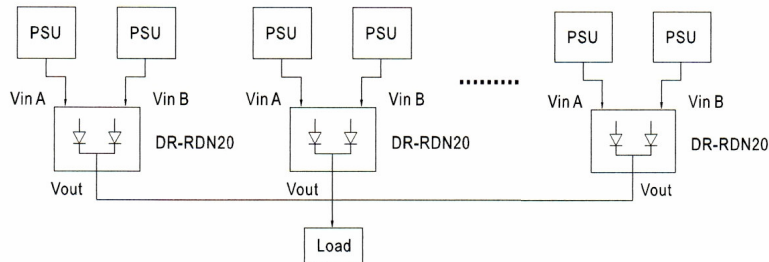 PSU PSU PSU PSU PSU PSU
Vin A Vin B Vin A Vin B Vin A Vin B
DR-RDN20 DR-RDN20 DR-RDN20
Vout Vout Vout
Load